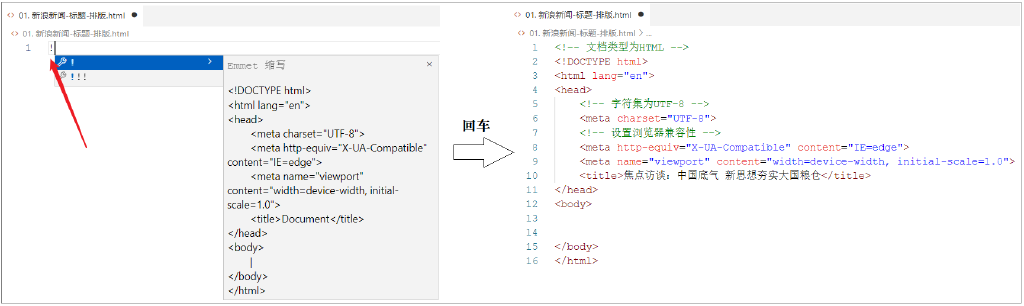 01. 新浪新闻-标题-排版.html ●
<> 01. 新浪新闻-标题-排版.html
1 !
!
!!!
Emmet 缩写 ×
<!DOCTYPE html>
<html lang="en">
<head>
<meta charset="UTF-8">
<meta http-equiv="X-UA-Compatible"
content="IE=edge">
<meta name="viewport"
content="width=device-width, initial-
scale=1.0">
<title>Document</title>
</head>
<body>
|
</body>
</html>
回车
01. 新浪新闻-标题-排版.html ●
<> 01. 新浪新闻-标题-排版.html > ...
1 <!-- 文档类型为HTML -->
2 <!DOCTYPE html>
3 <html lang="en">
4 <head>
5 <!-- 字符集为UTF-8 -->
6 <meta charset="UTF-8">
7 <!-- 设置浏览器兼容性 -->
8 <meta http-equiv="X-UA-Compatible" content="IE=edge">
9 <meta name="viewport" content="width=device-width, initial-scale=1.0">
10 <title>焦点访谈：中国底气 新思想夯实大国粮仓</title>
11 </head>
12 <body>
13
14
15 </body>
16 </html>